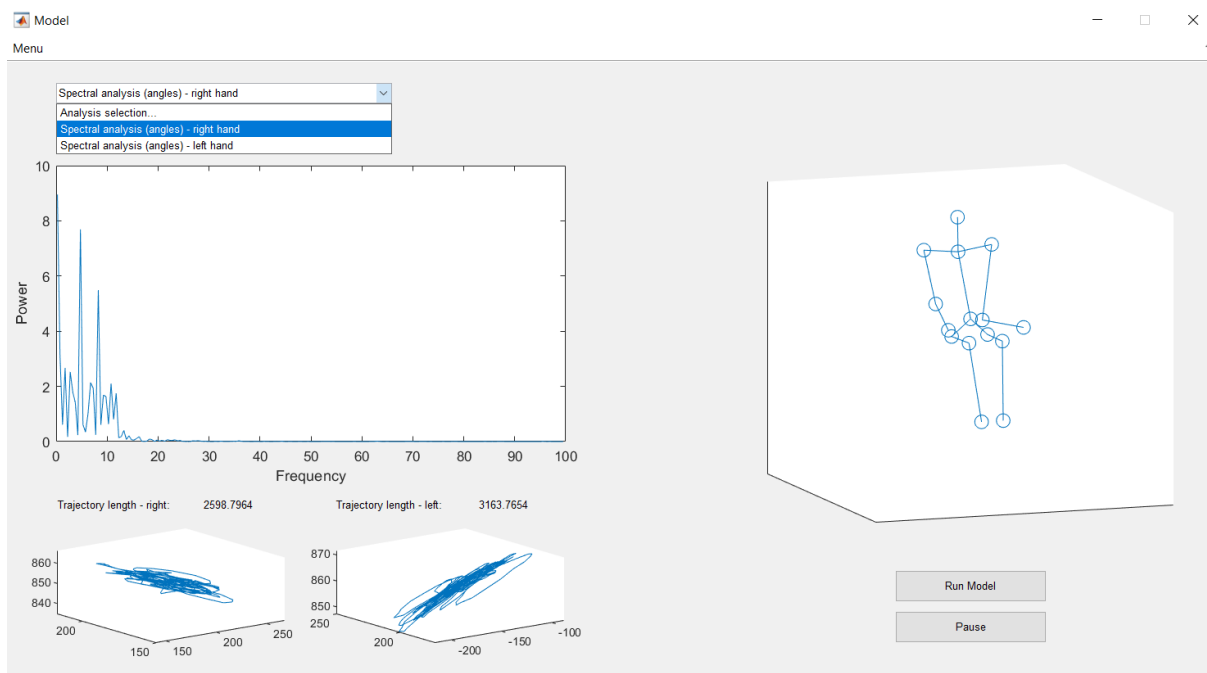 Model
Menu
Spectral analysis (angles) - right hand
Analysis selection...
Spectral analysis (angles) - right hand
Spectral analysis (angles) - left hand
10
8
6
4
2
0
Power
0 10 20 30 40 50 60 70 80 90 100
Frequency
Trajectory length - right: 2598.7964
Trajectory length - left: 3163.7654
860
850
840
200
150
150
200
250
870
860
850
250
200
-200
-150
-100
Run Model
Pause